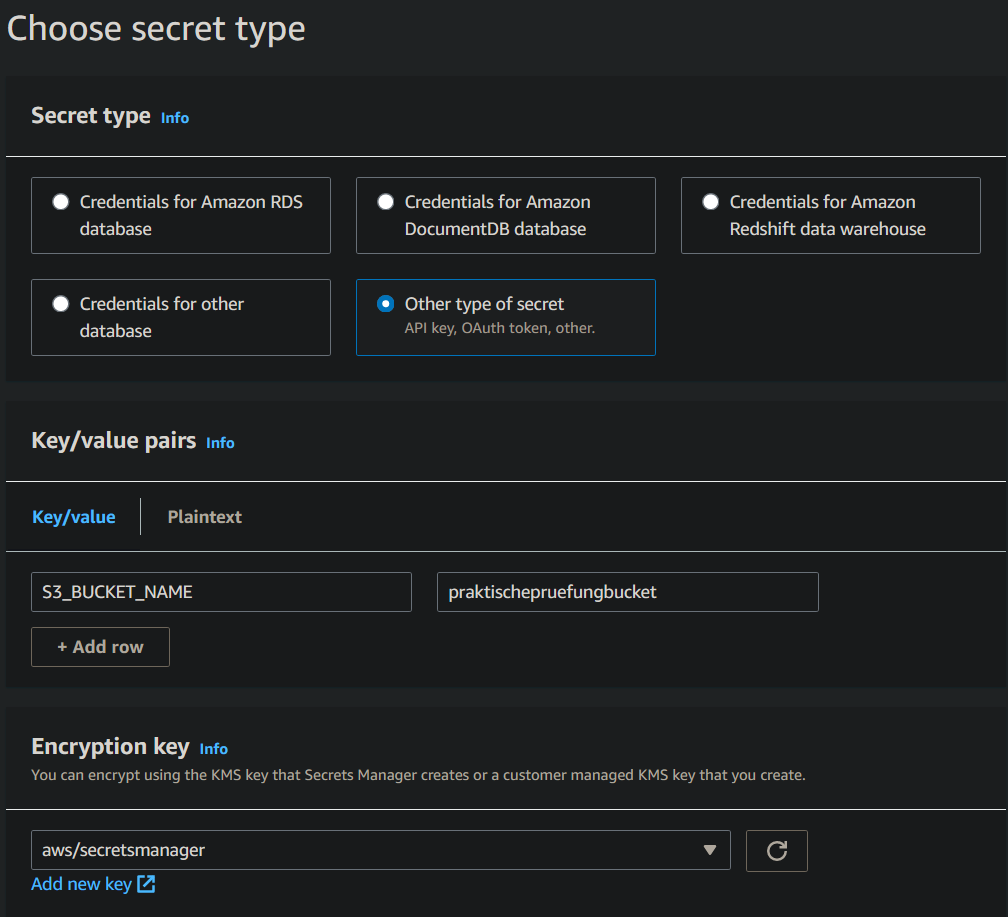 Choose secret type
Secret type Info
Credentials for Amazon RDS database
Credentials for Amazon DocumentDB database
Credentials for Amazon Redshift data warehouse
Credentials for other database
Other type of secret
API key, OAuth token, other.
Key/value pairs Info
Key/value Plaintext
S3_BUCKET_NAME praktischepruefungbucket
+ Add row
Encryption key Info
You can encrypt using the KMS key that Secrets Manager creates or a customer managed KMS key that you create.
aws/secretsmanager
Add new key